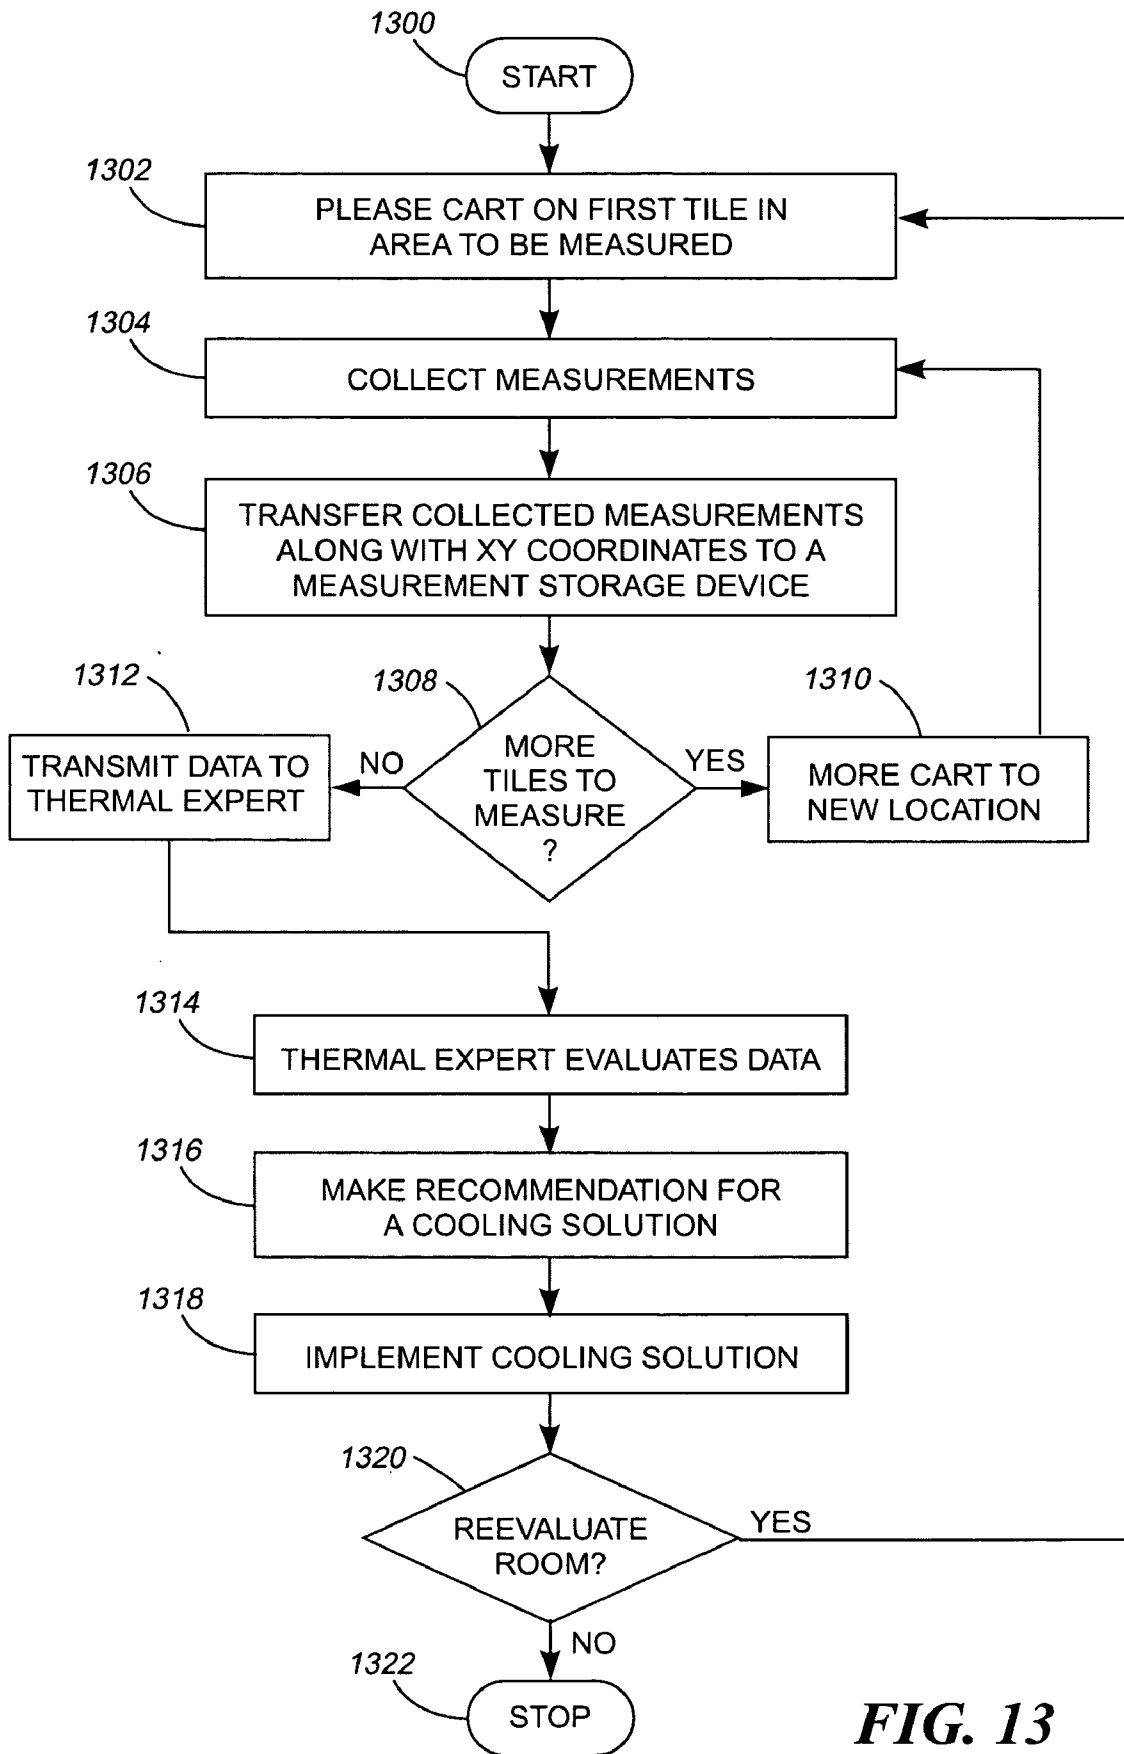 1300
START
1302
PLEASE CART ON FIRST TILE IN
AREA TO BE MEASURED
1304
COLLECT MEASUREMENTS
1306
TRANSFER COLLECTED MEASUREMENTS
ALONG WITH XY COORDINATES TO A
MEASUREMENT STORAGE DEVICE
1312
TRANSMIT DATA TO
THERMAL EXPERT
NO
1308
MORE
TILES TO
MEASURE
?
YES
1310
MORE CART TO
NEW LOCATION
1314
THERMAL EXPERT EVALUATES DATA
1316
MAKE RECOMMENDATION FOR
A COOLING SOLUTION
1318
IMPLEMENT COOLING SOLUTION
1320
REEVALUATE
ROOM?
YES
NO
1322
STOP
FIG. 13